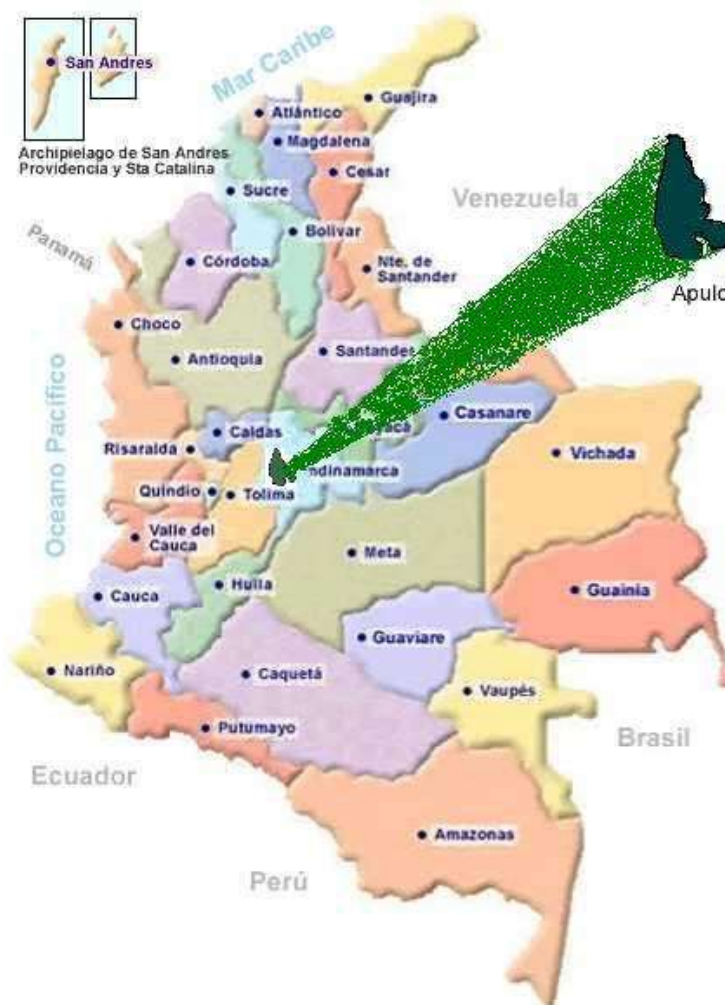 San Andres
Archipielago de San Andres
Providencia y Sta Catalina
Mar Caribe
Guajira
Atlántico
Magdalena
Cesar
Sucre
Venezuela
Panamá
Bolivar
Córdoba
Nte. de
Santander
Apulo
Choco
Antioquia
Santander
Oceano Pacífico
Caldas
Casanare
Risaralda
Vichada
ndinamarca
Quindio
Tolima
Valle del
Cauca
Meta
Huila
Cauca
Guainia
Guaviare
Nariño
Caquetá
Vaupés
Putumayo
Brasil
Ecuador
Amazonas
Perú